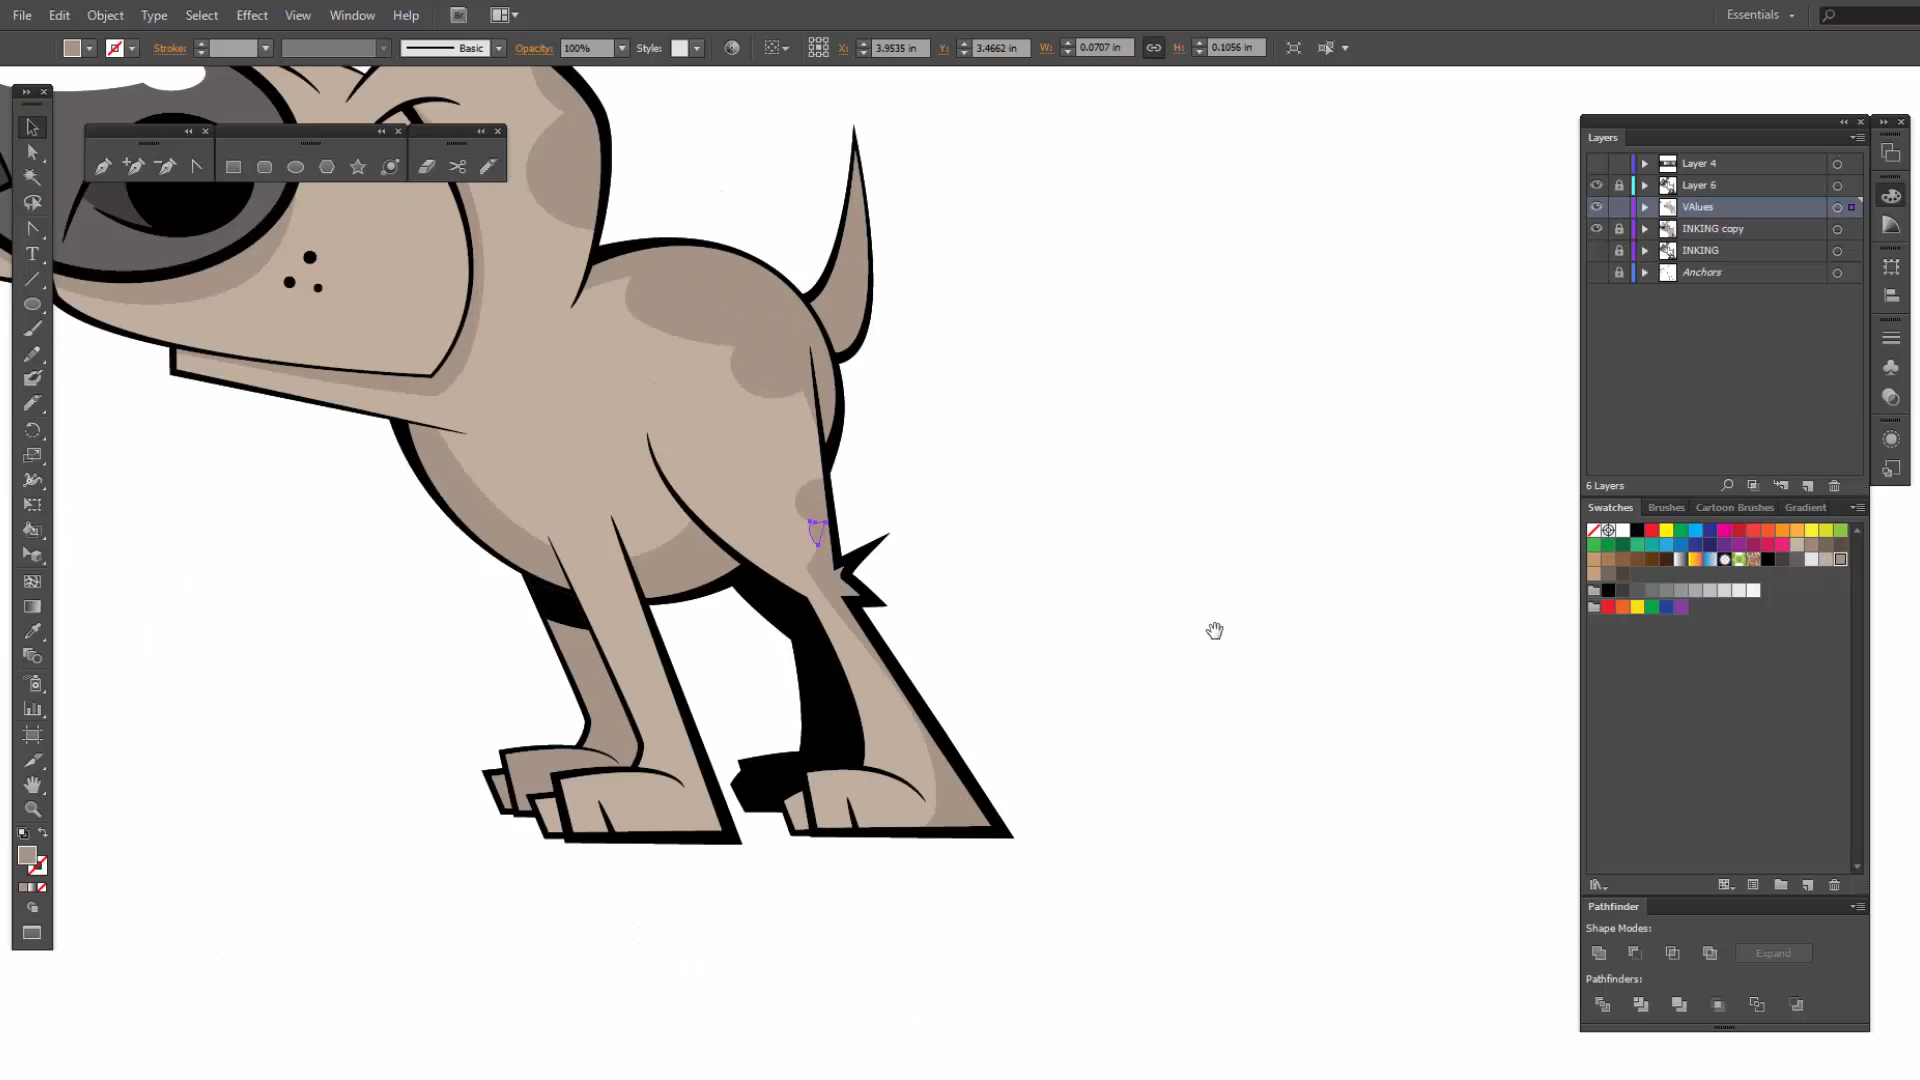 File Edit Object Type Select Effect View Window Help Br Essentials
Stroke: Basic Opacity: 100% Style: X: 3.9535 in Y: 3.4662 in W: 0.0707 in H: 0.1056 in
Layers
Layer 4
Layer 6
VAlues
INKING copy
INKING
Anchors
6 Layers
Swatches Brushes Cartoon Brushes Gradient
Pathfinder
Shape Modes:
Expand
Pathfinders: